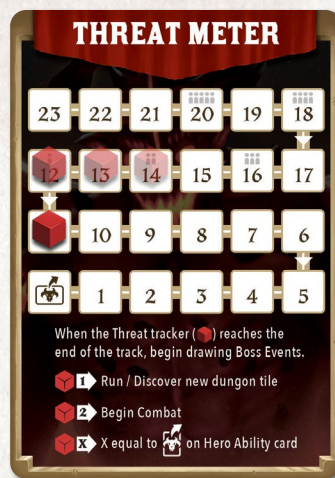 THREAT METER
23 22 21 20 19 18
12 13 14 15 16 17
10 9 8 7 6
1 2 3 4 5
When the Threat tracker ( ) reaches the
end of the track, begin drawing Boss Events.
1 Run / Discover new dungon tile
2 Begin Combat
X X equal to on Hero Ability card